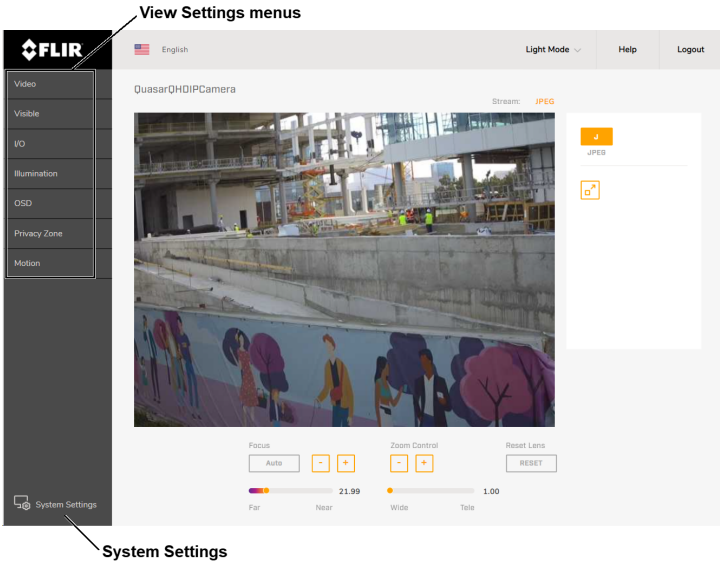 View Settings menus
FLIR
English
Light Mode
Help
Logout
Video
Visible
I/O
Illumination
OSD
Privacy Zone
Motion
System Settings
QuasarQHDIPCamera
Stream: JPEG
J
JPEG
Focus
Zoom Control
Reset Lens
Auto
-
+
-
+
RESET
21.99
1.00
Far
Near
Wide
Tele
System Settings